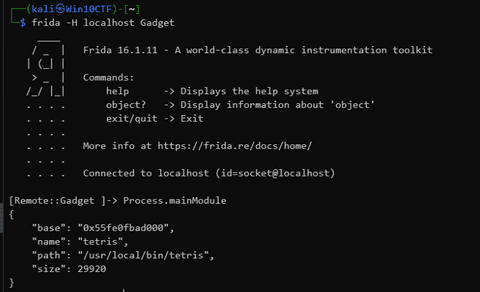 ┌──(kali㉿Win10CTF)-[~]
└─$ frida -H localhost Gadget
     ____
    / _  |   Frida 16.1.11 - A world-class dynamic instrumentation toolkit
   | (_| |
    > _  |   Commands:
   /_/ |_|       help      -> Displays the help system
   . . . .       object?   -> Display information about 'object'
   . . . .       exit/quit -> Exit
   . . . .
   . . . .   More info at https://frida.re/docs/home/
   . . . .
   . . . .   Connected to localhost (id=socket@localhost)

[Remote::Gadget ]-> Process.mainModule
{
    "base": "0x55fe0fbad000",
    "name": "tetris",
    "path": "/usr/local/bin/tetris",
    "size": 29920
}